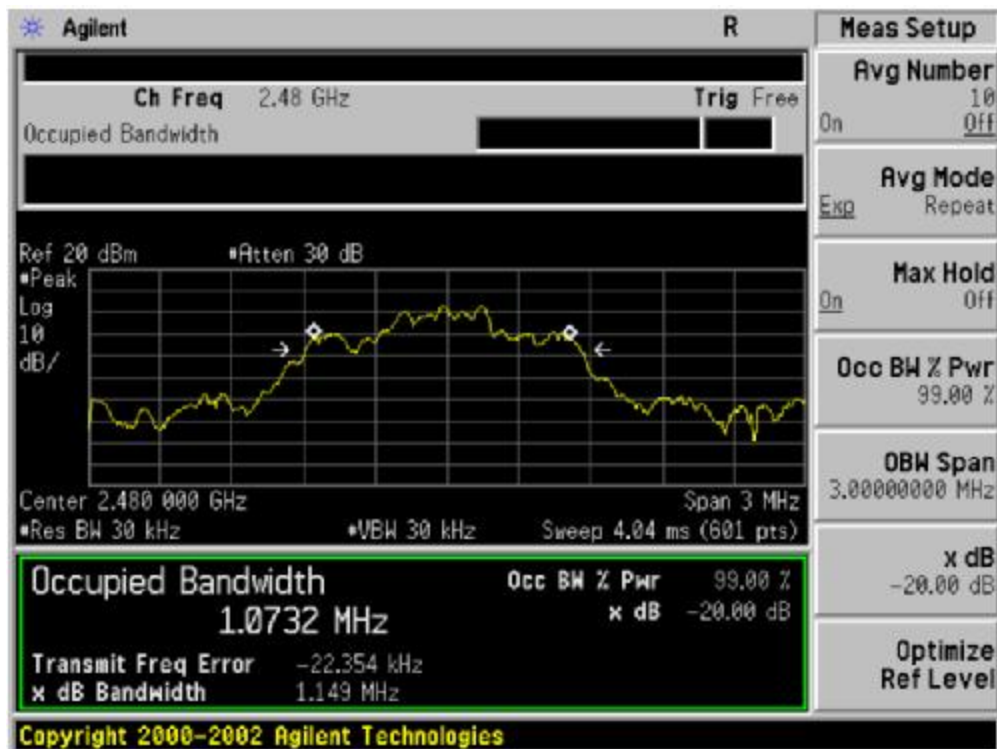 Agilent R
Ch Freq 2.48 GHz Trig Free
Occupied Bandwidth
Ref 20 dBm #Atten 30 dB
#Peak
Log
10
dB/
Center 2.480 000 GHz Span 3 MHz
#Res BW 30 kHz #VBW 30 kHz Sweep 4.04 ms (601 pts)
Occupied Bandwidth
1.0732 MHz
Occ BW % Pwr 99.00 %
x dB -20.00 dB
Transmit Freq Error -22.354 kHz
x dB Bandwidth 1.149 MHz
Copyright 2000-2002 Agilent Technologies
Meas Setup
Avg Number
10
On Off
Avg Mode
Exp Repeat
Max Hold
On Off
Occ BW % Pwr
99.00 %
OBW Span
3.00000000 MHz
x dB
-20.00 dB
Optimize
Ref Level